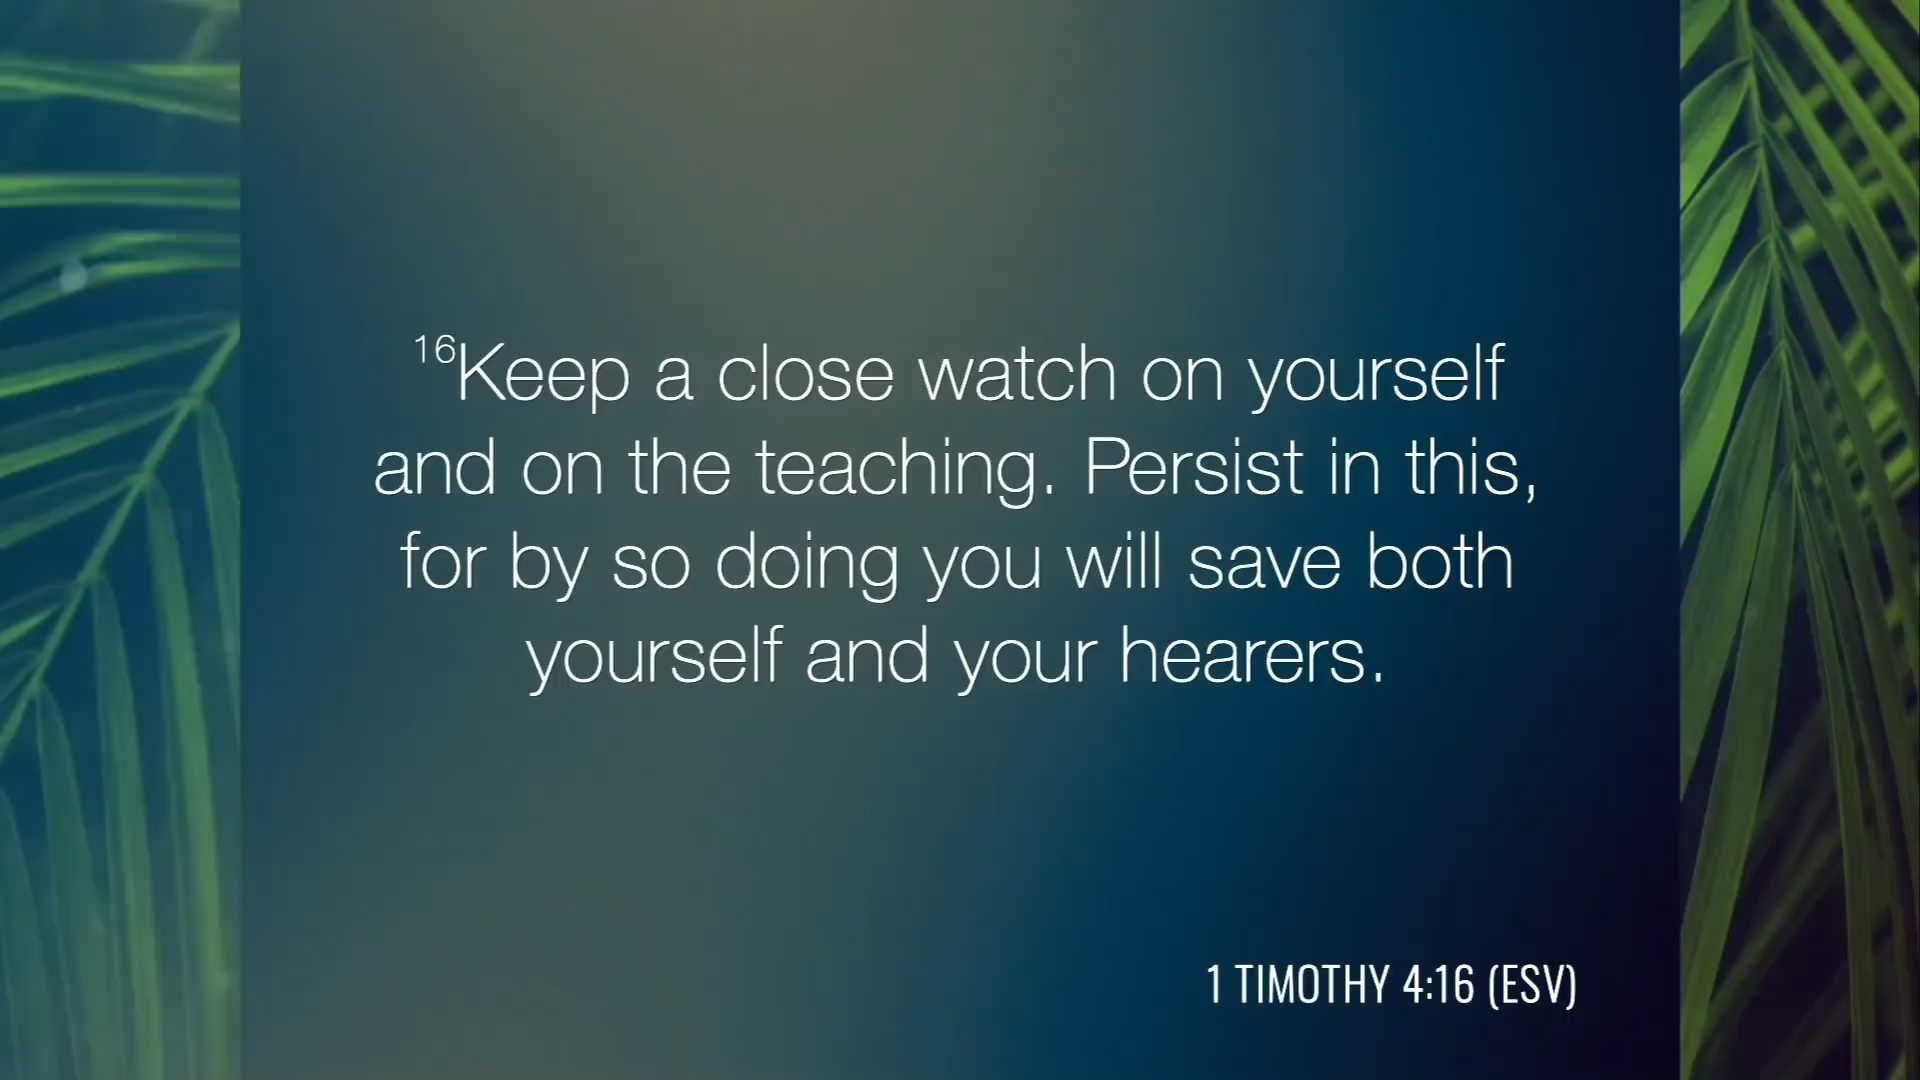 16Keep a close watch on yourself
and on the teaching. Persist in this,
for by so doing you will save both
yourself and your hearers.
1 TIMOTHY 4:16 (ESV)